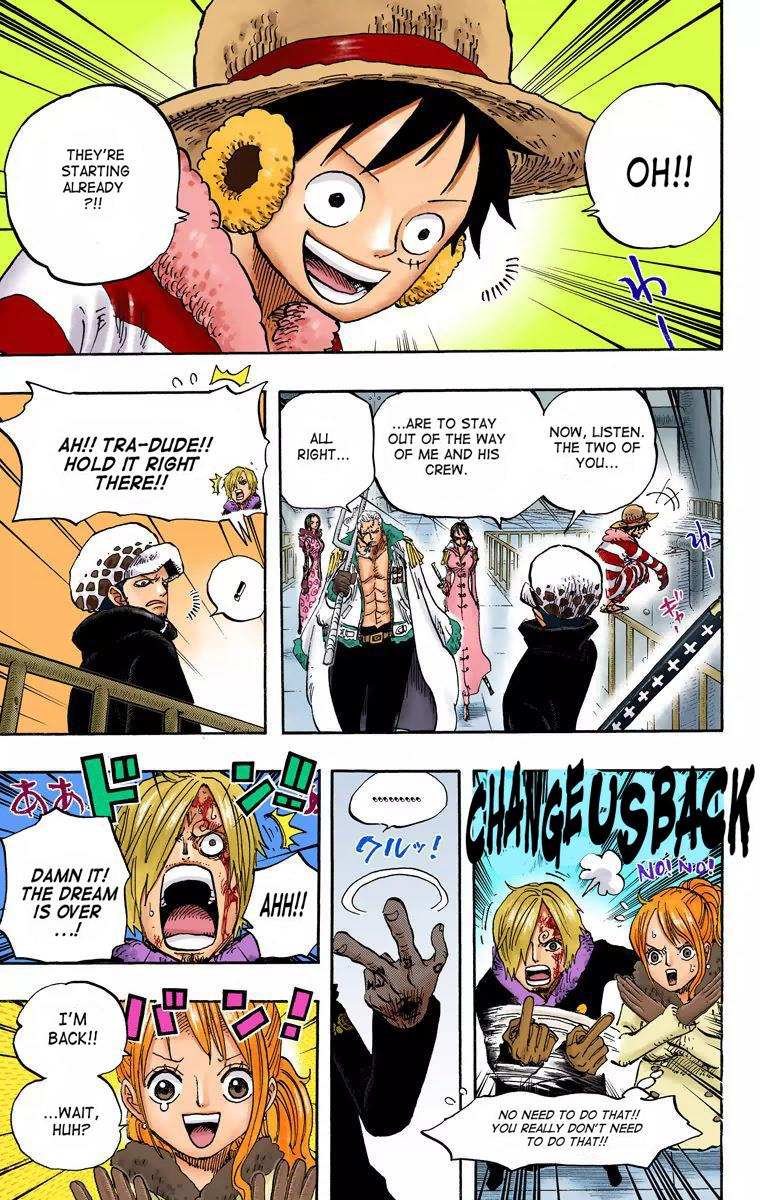 OH!!
THEY'RE
STARTING
ALREADY
?!!
NOW, LISTEN.
THE TWO OF
YOU...
...ARE TO STAY
OUT OF THE WAY
OF ME AND HIS
CREW.
ALL
RIGHT...
AH!! TRA-DUDE!!
HOLD IT RIGHT
THERE!!
!
CHANGE US BACK
NO! NO!
NO NEED TO DO THAT!!
YOU REALLY DON'T NEED
TO DO THAT!!
..........
クルッ!
ドーン!!
AHH!!
DAMN IT!
THE DREAM
IS OVER
...!
バーン!
I'M
BACK!!
...WAIT,
HUH?